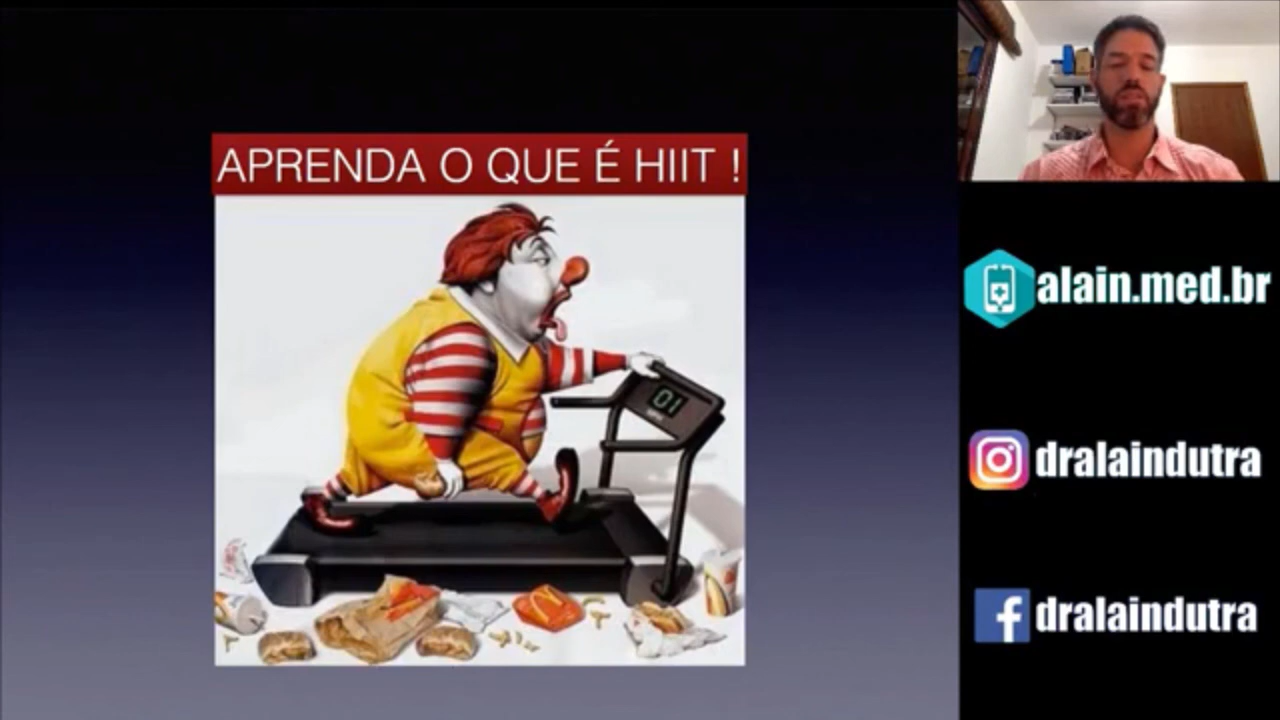 APRENDA O QUE É HIIT !
01
alain.med.br
dralaindutra
dralaindutra